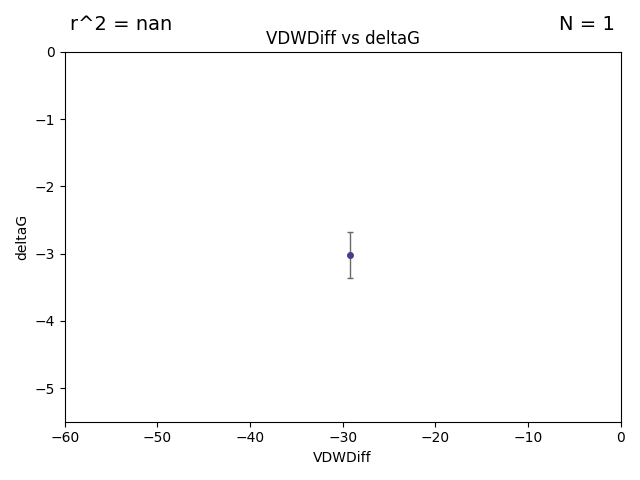 r^2 = nan
N = 1
VDWDiff vs deltaG
0
−1
−2
−3
−4
−5
deltaG
−60
−50
−40
−30
−20
−10
0
VDWDiff